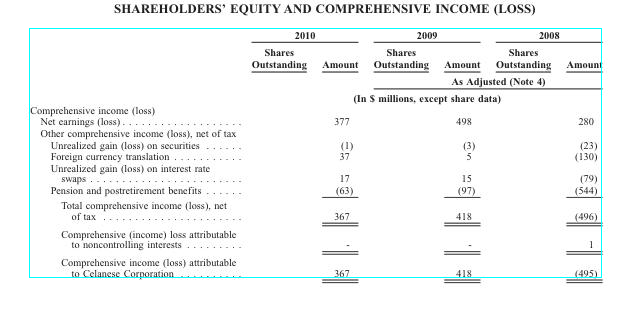 SHAREHOLDERS' EQUITY AND COMPREHENSIVE INCOME (LOSS)
2010 2009 2008
Shares Outstanding Amount Shares Outstanding Amount Shares Outstanding Amount
As Adjusted (Note 4)
(In $ millions, except share data)
Comprehensive income (loss)
Net earnings (loss) . . . . . . . . . . . . . . . . . . . 377 498 280
Other comprehensive income (loss), net of tax
Unrealized gain (loss) on securities . . . . . . (1) (3) (23)
Foreign currency translation . . . . . . . . . . . 37 5 (130)
Unrealized gain (loss) on interest rate
swaps . . . . . . . . . . . . . . . . . . . . . . . . 17 15 (79)
Pension and postretirement benefits . . . . . . (63) (97) (544)
Total comprehensive income (loss), net
of tax . . . . . . . . . . . . . . . . . . . . . . 367 418 (496)
Comprehensive (income) loss attributable
to noncontrolling interests . . . . . . . . . - - 1
Comprehensive income (loss) attributable
to Celanese Corporation . . . . . . . . . . 367 418 (495)